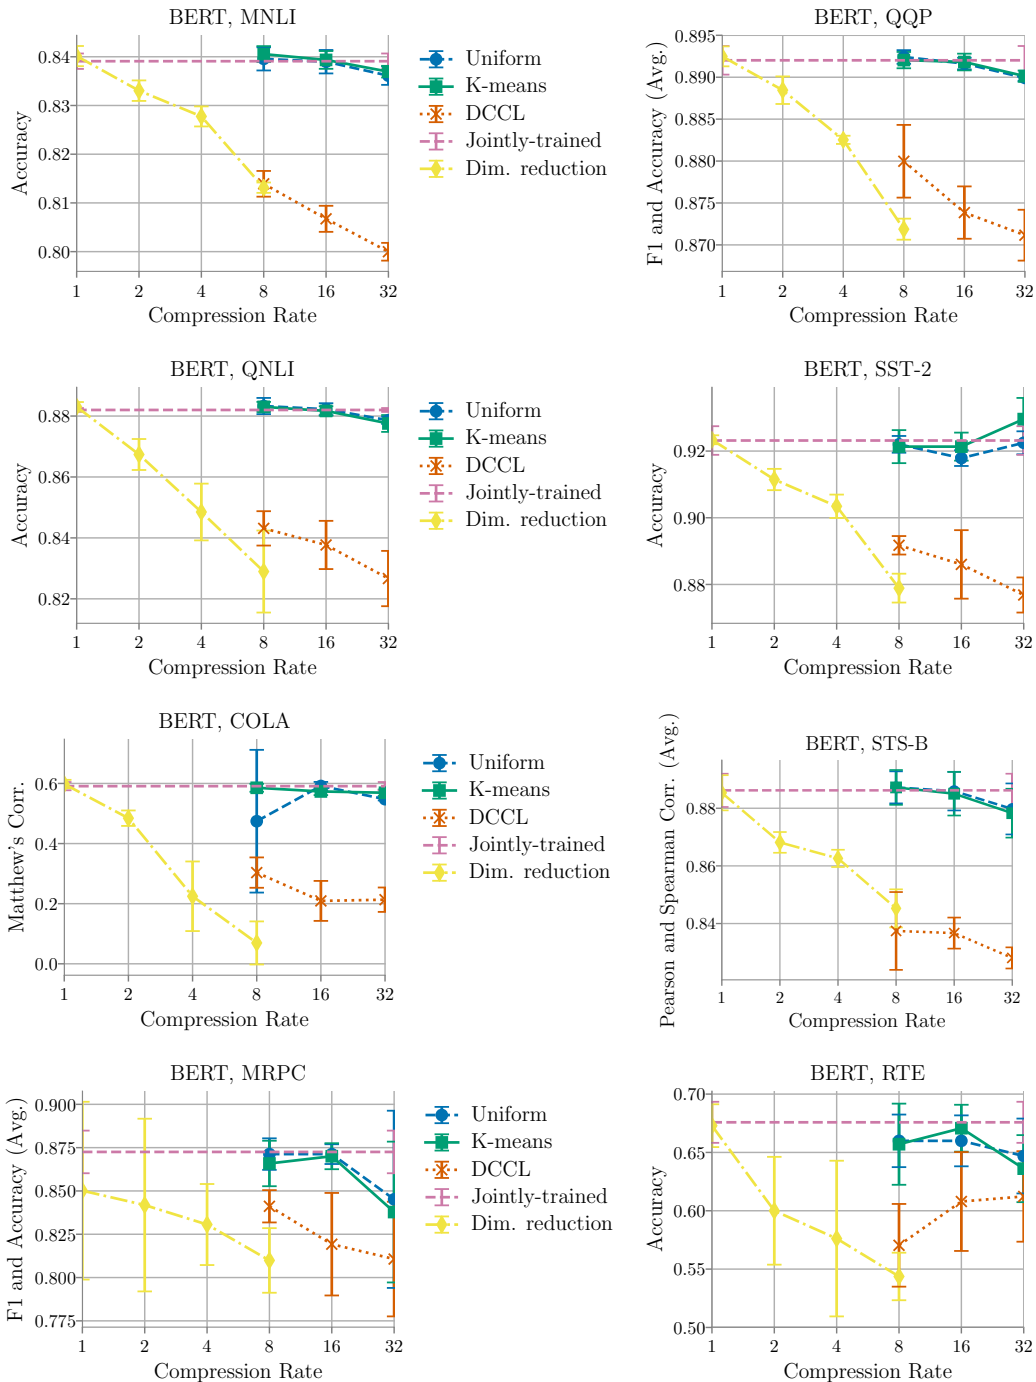 BERT, MNLI
Accuracy
0.84
0.83
0.82
0.81
0.80
1 2 4 8 16 32
Compression Rate
Uniform
K-means
DCCL
Jointly-trained
Dim. reduction
BERT, QQP
F1 and Accuracy (Avg.)
0.895
0.890
0.885
0.880
0.875
0.870
1 2 4 8 16 32
Compression Rate
BERT, QNLI
Accuracy
0.88
0.86
0.84
0.82
1 2 4 8 16 32
Compression Rate
Uniform
K-means
DCCL
Jointly-trained
Dim. reduction
BERT, SST-2
Accuracy
0.92
0.90
0.88
1 2 4 8 16 32
Compression Rate
BERT, COLA
Matthew's Corr.
0.6
0.4
0.2
0.0
1 2 4 8 16 32
Compression Rate
Uniform
K-means
DCCL
Jointly-trained
Dim. reduction
BERT, STS-B
Pearson and Spearman Corr. (Avg.)
0.88
0.86
0.84
1 2 4 8 16 32
Compression Rate
BERT, MRPC
F1 and Accuracy (Avg.)
0.900
0.875
0.850
0.825
0.800
0.775
1 2 4 8 16 32
Compression Rate
Uniform
K-means
DCCL
Jointly-trained
Dim. reduction
BERT, RTE
Accuracy
0.70
0.65
0.60
0.55
0.50
1 2 4 8 16 32
Compression Rate